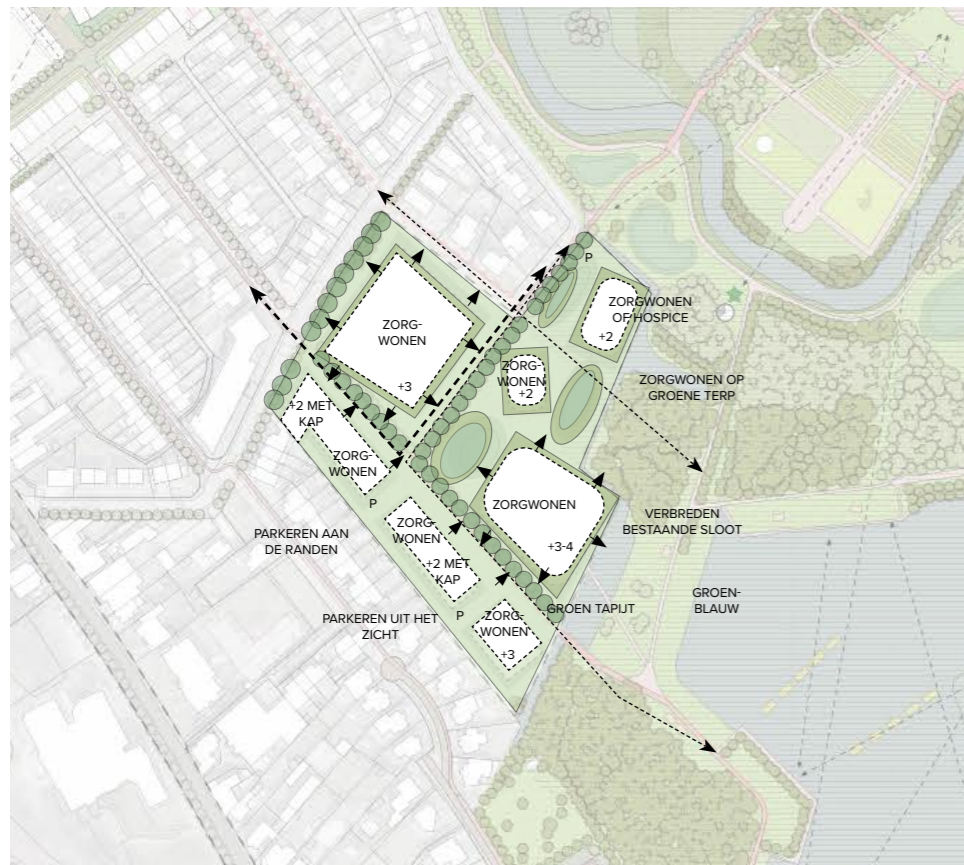 P
ZORGWONEN
OF HOSPICE
+2
ZORG-
WONEN
+3
ZORG-
WONEN
+2
ZORGWONEN OP
GROENE TERP
+2 MET
KAP
ZORG-
WONEN
P
ZORGWONEN
+3-4
VERBREDEN
BESTAANDE SLOOT
PARKEREN AAN
DE RANDEN
ZORG-
WONEN
+2 MET
KAP
GROEN-
BLAUW
PARKEREN UIT HET
ZICHT
P
ZORG-
WONEN
+3
GROEN TAPIJT